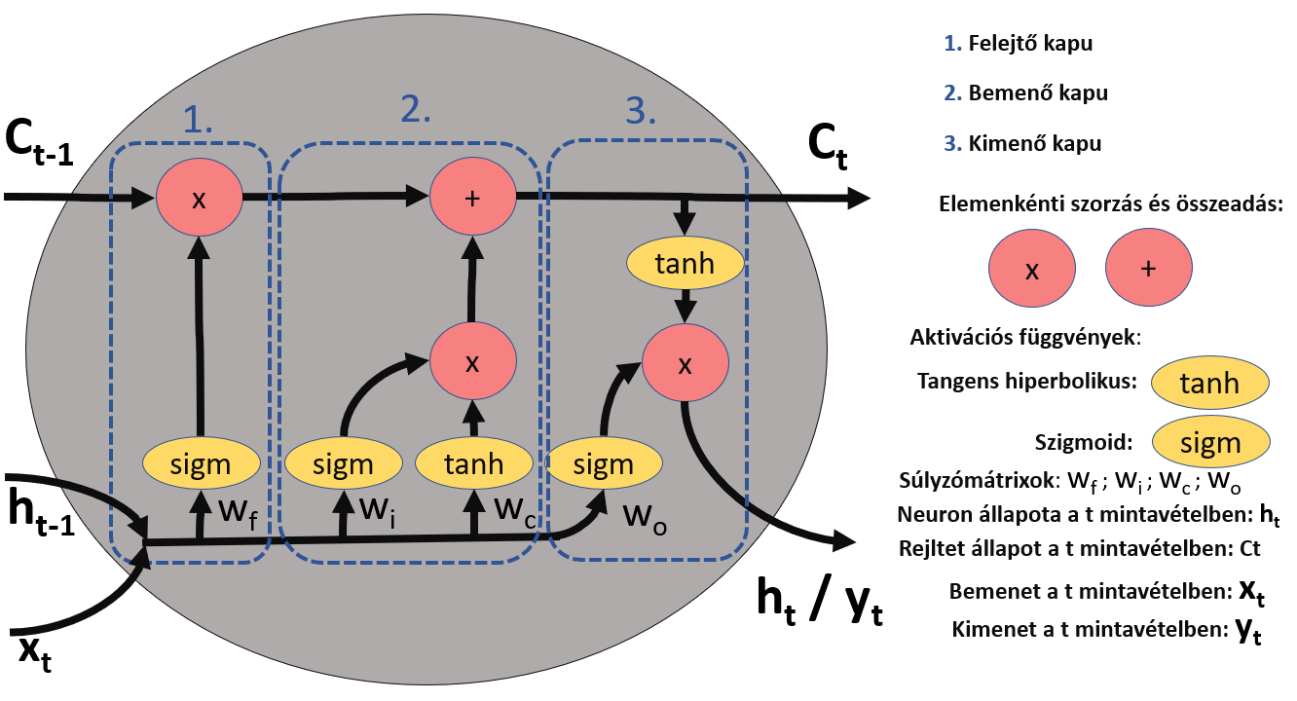 1.
2.
3.
Ct-1
Ct
x
+
tanh
x
x
sigm
sigm
tanh
sigm
ht-1
Wf
Wi
Wc
Wo
xt
ht / yt
1. Felejtő kapu
2. Bemenő kapu
3. Kimenő kapu
Elemenkénti szorzás és összeadás:
x
+
Aktivációs függvények:
Tangens hiperbolikus: tanh
Szigmoid: sigm
Súlyzómátrixok: Wf ; Wi ; Wc ; Wo
Neuron állapota a t mintavételben: ht
Rejltet állapot a t mintavételben: Ct
Bemenet a t mintavételben: xt
Kimenet a t mintavételben: yt